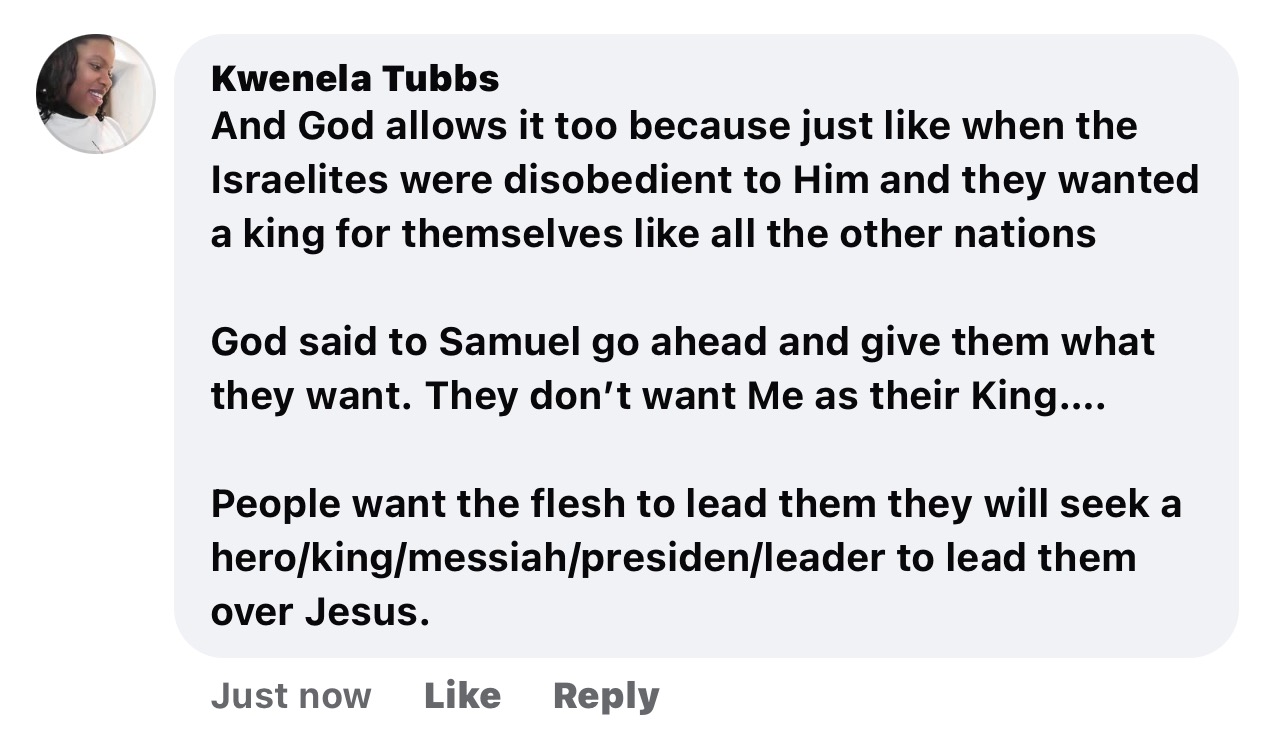 Kwenela Tubbs
And God allows it too because just like when the
Israelites were disobedient to Him and they wanted
a king for themselves like all the other nations
God said to Samuel go ahead and give them what
they want. They don’t want Me as their King....
People want the flesh to lead them they will seek a
hero/king/messiah/presiden/leader to lead them
over Jesus.
Just now Like Reply